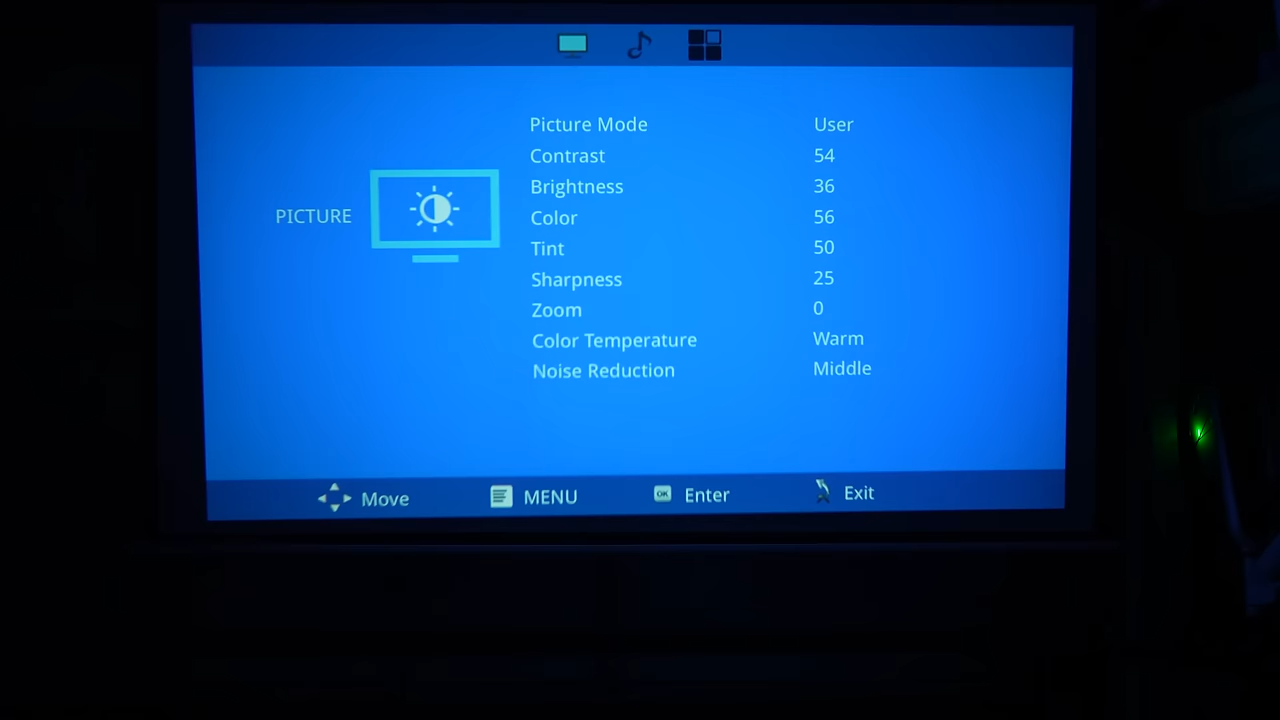 Picture Mode User
Contrast 54
Brightness 36
PICTURE
Color 56
Tint 50
Sharpness 25
Zoom 0
Color Temperature Warm
Noise Reduction Middle
Move MENU OK Enter Exit